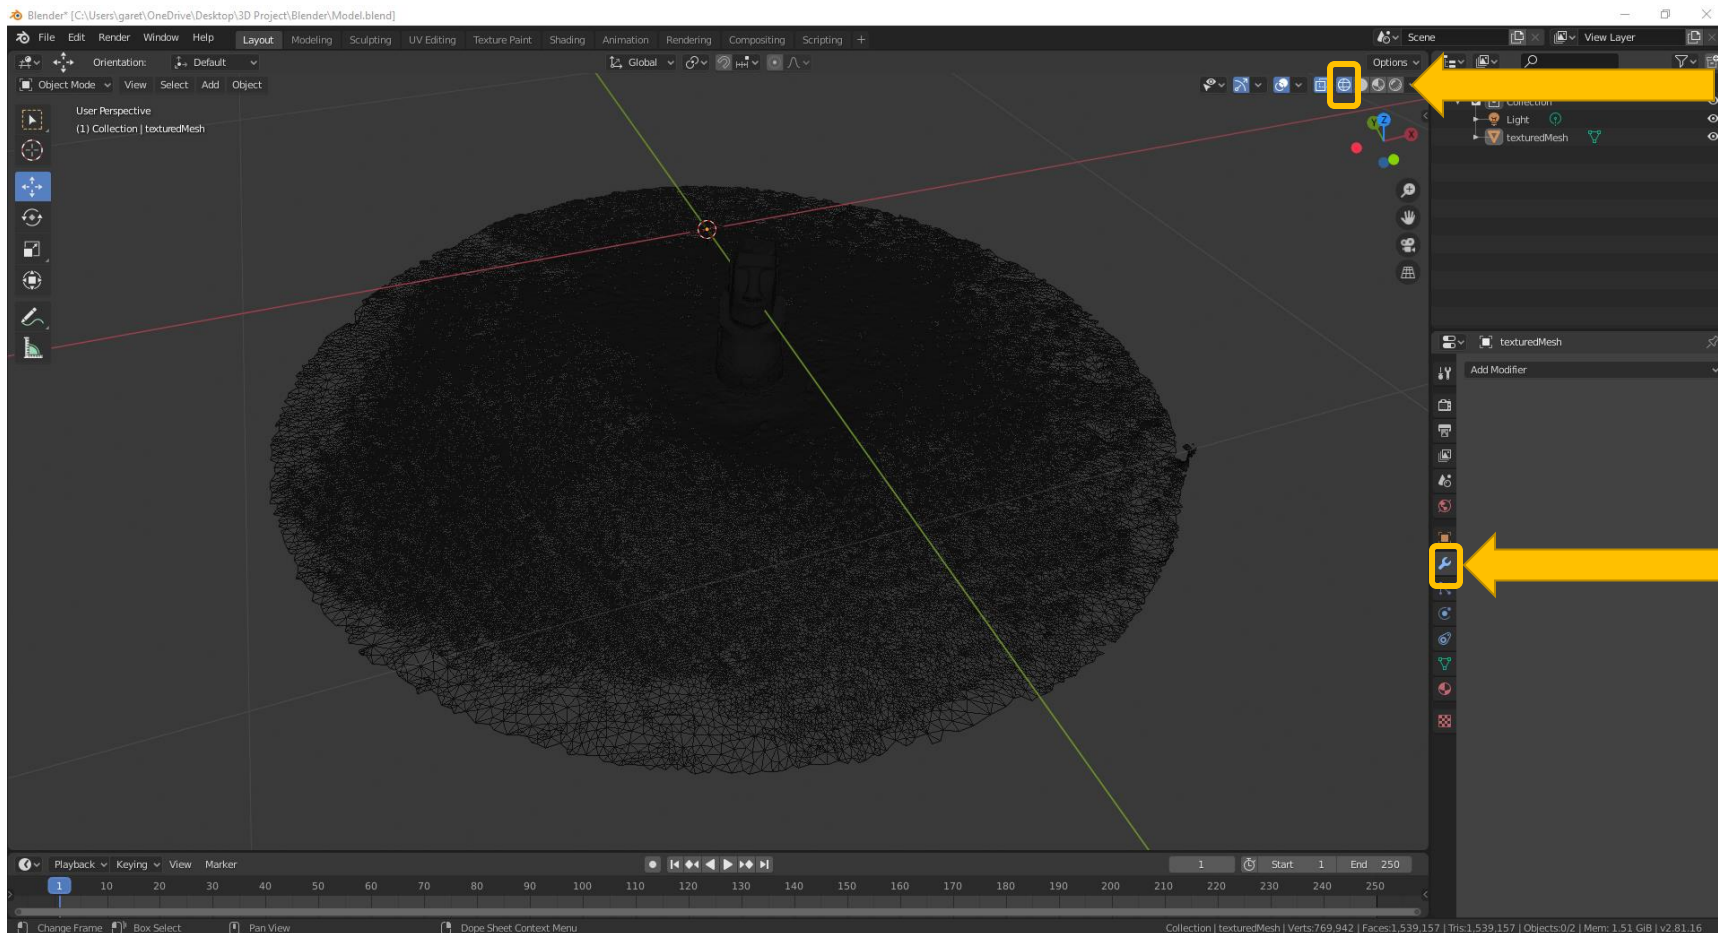 Blender* [C:\Users\garet\OneDrive\Desktop\3D Project\Blender\Model.blend]
File Edit Render Window Help Layout Modeling Sculpting UV Editing Texture Paint Shading Animation Rendering Compositing Scripting + Scene View Layer
Orientation: Default Global Options
Object Mode View Select Add Object
User Perspective
(1) Collection | texturedMesh
Z
Y
X
Collection
Light
texturedMesh
texturedMesh
Add Modifier
Playback Keying View Marker 1 Start 1 End 250
1 10 20 30 40 50 60 70 80 90 100 110 120 130 140 150 160 170 180 190 200 210 220 230 240 250
Change Frame Box Select Pan View Dope Sheet Context Menu Collection | texturedMesh | Verts:769,942 | Faces:1,539,157 | Tris:1,539,157 | Objects:0/2 | Mem: 1.51 GiB | v2.81.16